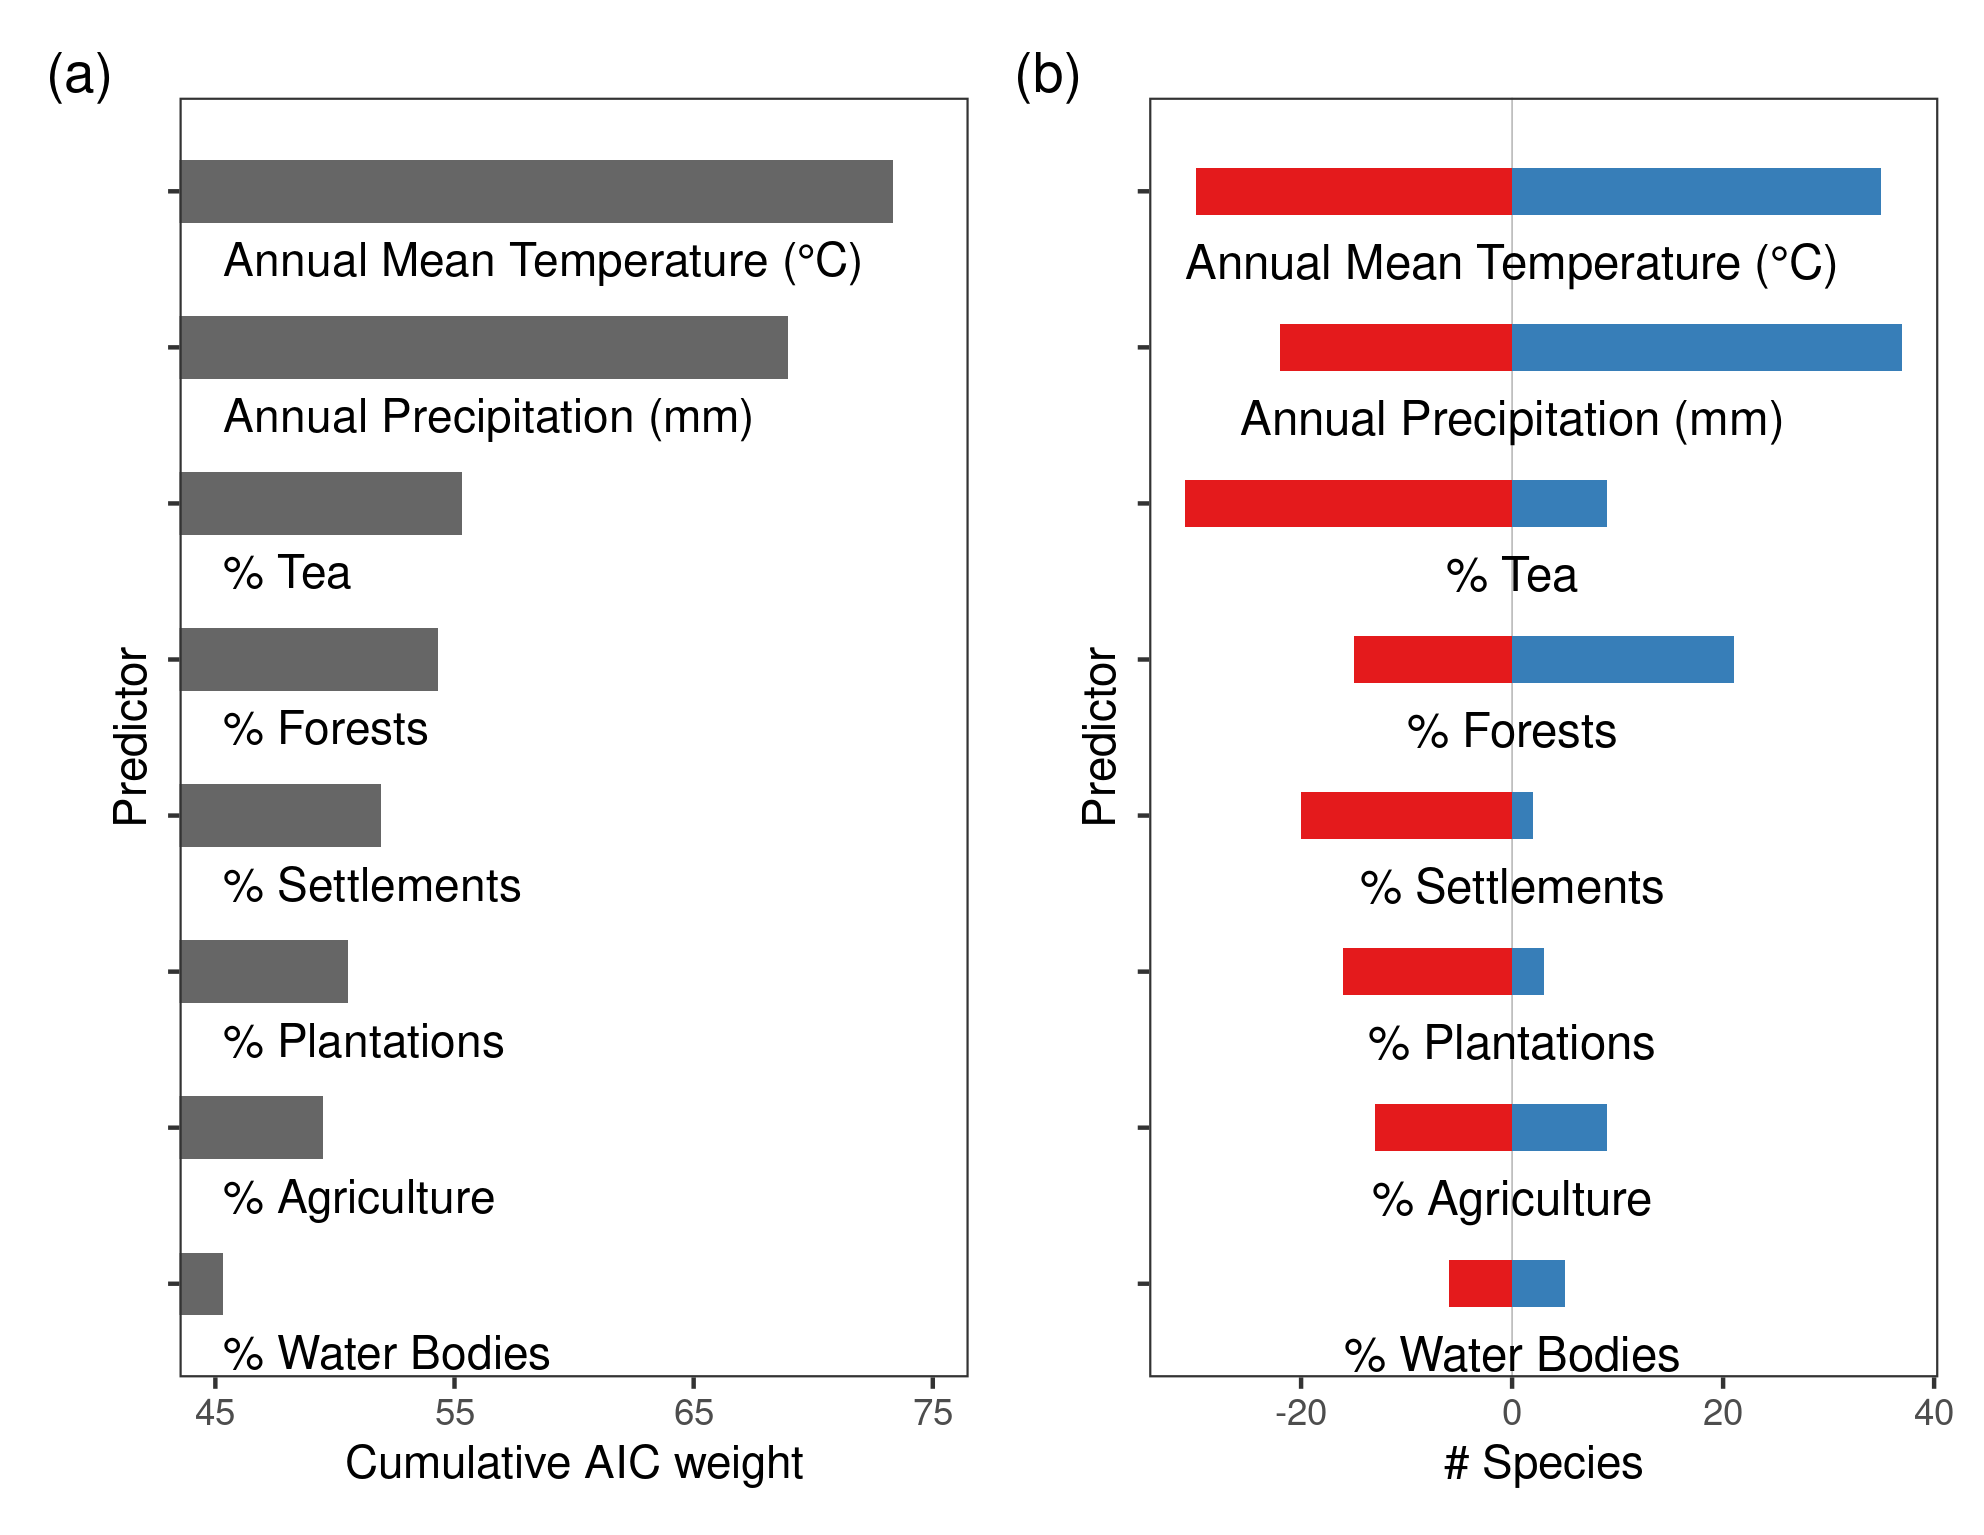 (a)
Predictor
Annual Mean Temperature (°C)
Annual Precipitation (mm)
% Tea
% Forests
% Settlements
% Plantations
% Agriculture
% Water Bodies
45 55 65 75
Cumulative AIC weight
(b)
Predictor
Annual Mean Temperature (°C)
Annual Precipitation (mm)
% Tea
% Forests
% Settlements
% Plantations
% Agriculture
% Water Bodies
-20 0 20 40
# Species